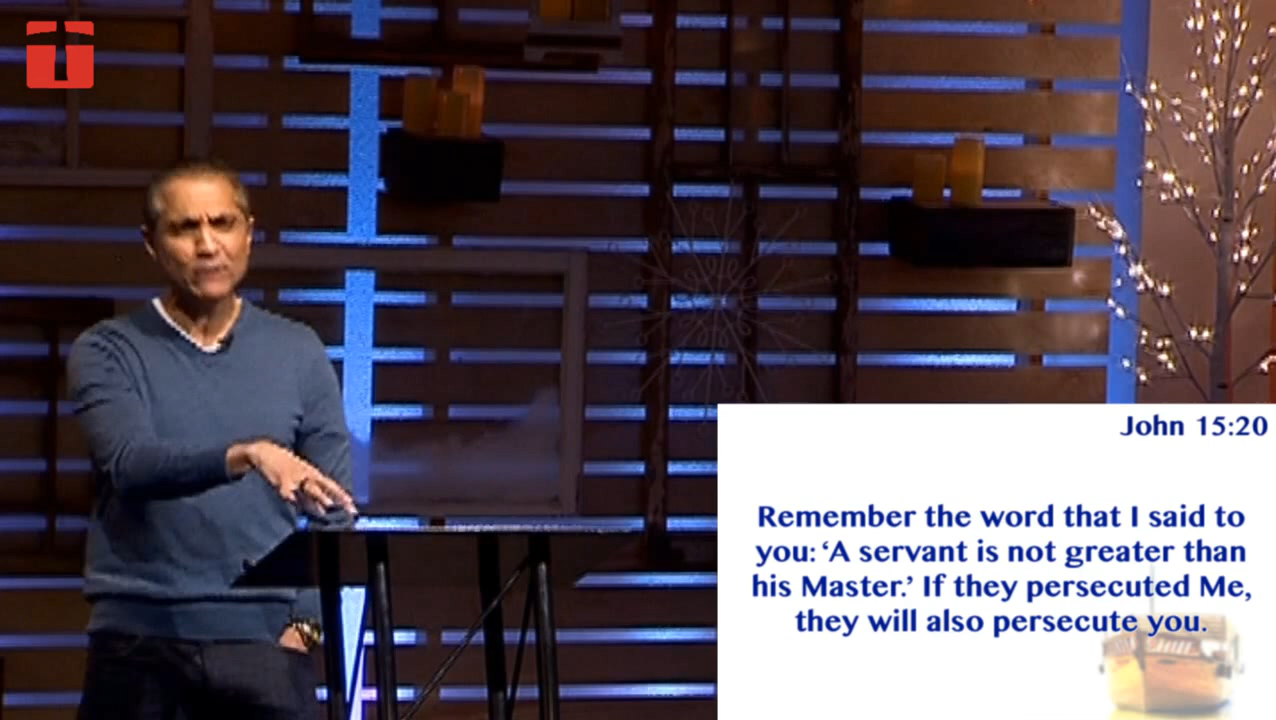 John 15:20
Remember the word that I said to
you: ‘A servant is not greater than
his Master.’ If they persecuted Me,
they will also persecute you.